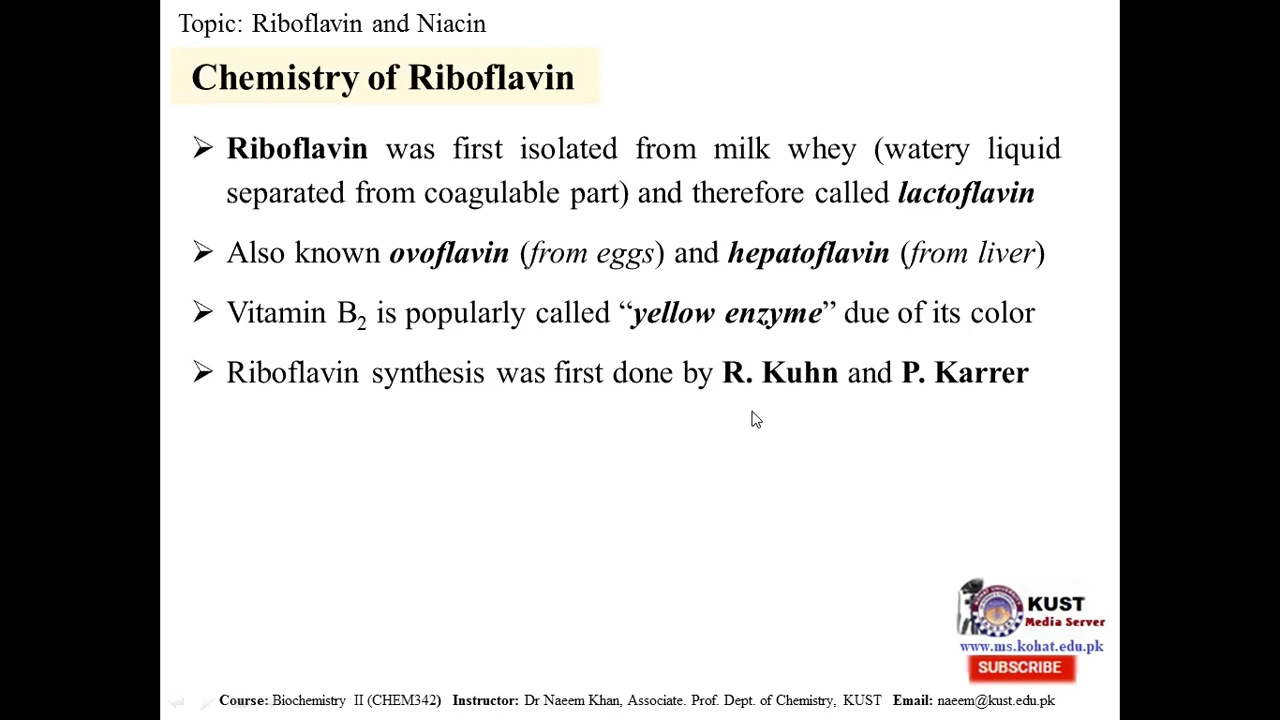 Topic: Riboflavin and Niacin
Chemistry of Riboflavin
➢ Riboflavin was first isolated from milk whey (watery liquid
separated from coagulable part) and therefore called lactoflavin
➢ Also known ovoflavin (from eggs) and hepatoflavin (from liver)
➢ Vitamin B₂ is popularly called “yellow enzyme” due of its color
➢ Riboflavin synthesis was first done by R. Kuhn and P. Karrer
KUST
Media Server
www.ms.kohat.edu.pk
SUBSCRIBE
Course: Biochemistry II (CHEM342) Instructor: Dr Naeem Khan, Associate. Prof. Dept. of Chemistry, KUST Email: naeem@kust.edu.pk